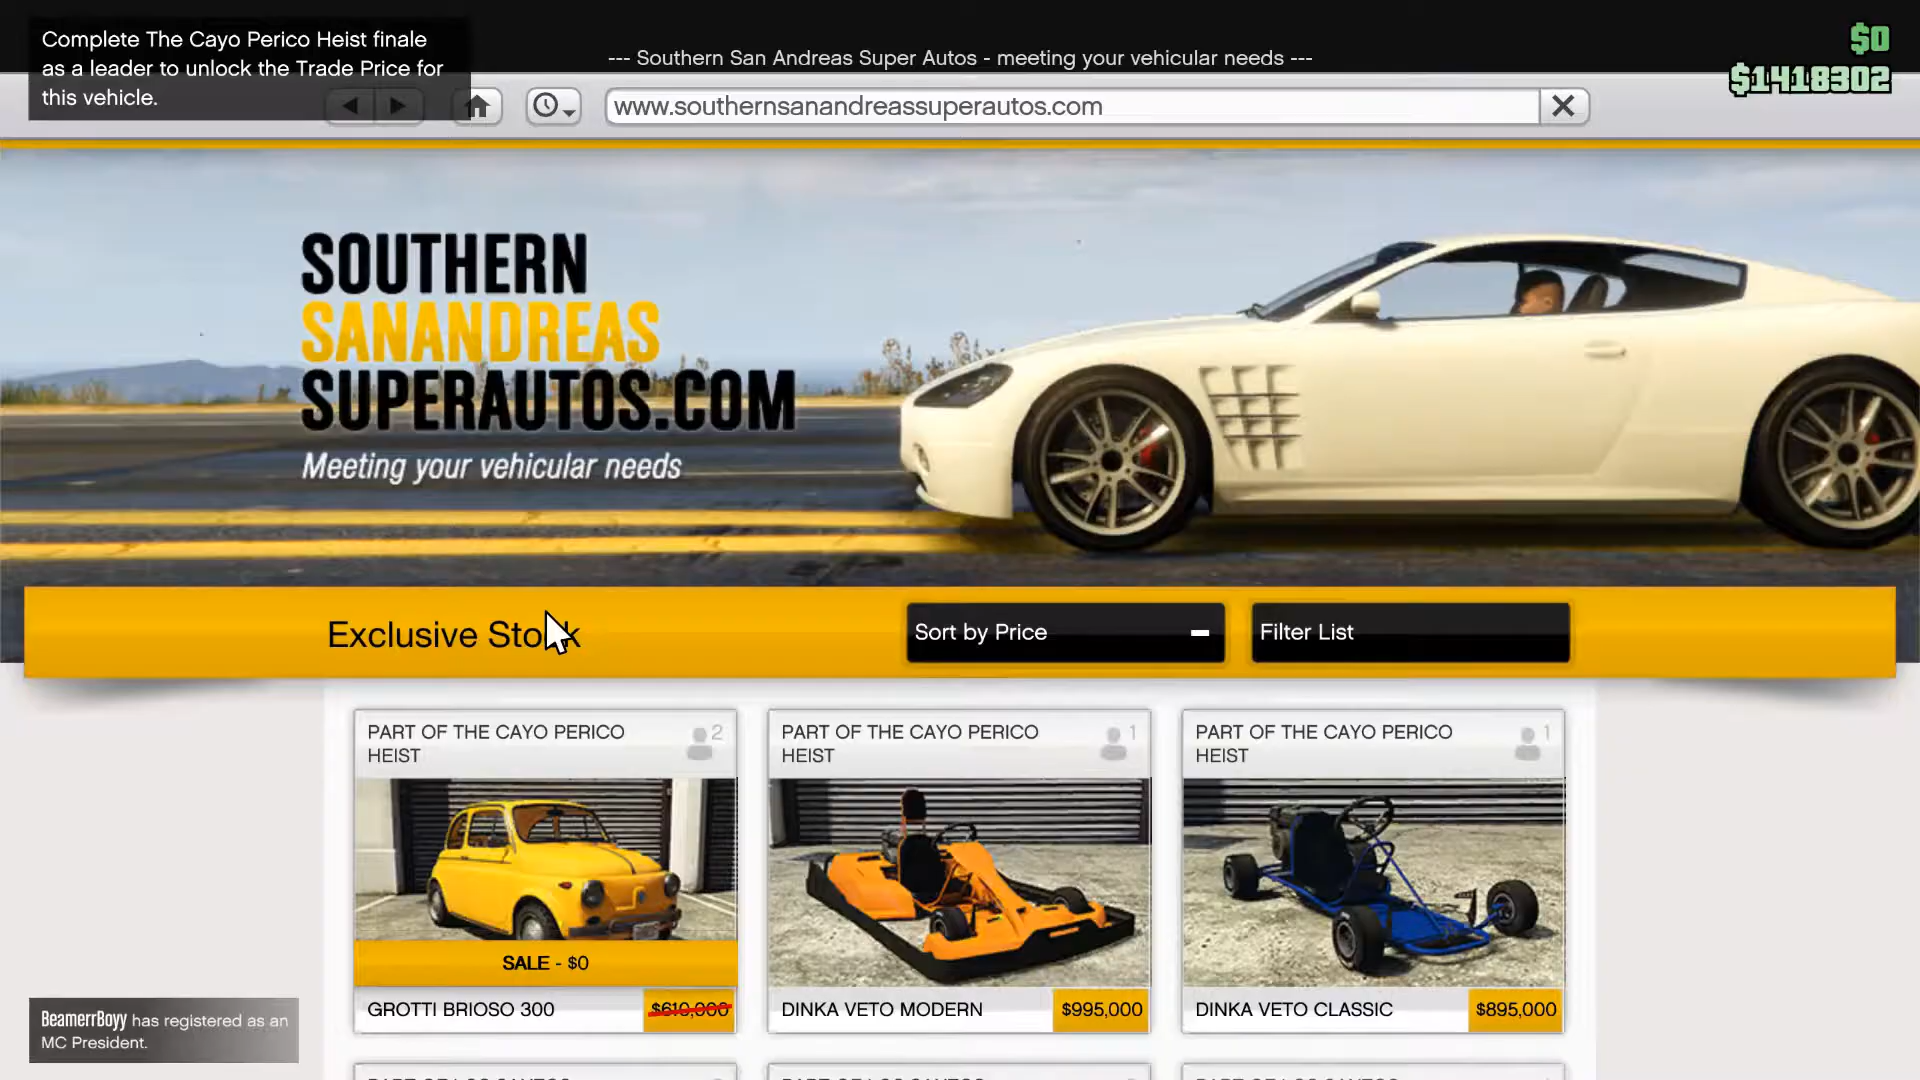 Complete The Cayo Perico Heist finale
as a leader to unlock the Trade Price for
this vehicle.
--- Southern San Andreas Super Autos - meeting your vehicular needs ---
$0
$1418302
www.southernsanandreassuperautos.com
SOUTHERN
SANANDREAS
SUPERAUTOS.COM
Meeting your vehicular needs
Exclusive Stock
Sort by Price
Filter List
PART OF THE CAYO PERICO
HEIST
2
PART OF THE CAYO PERICO
HEIST
1
PART OF THE CAYO PERICO
HEIST
1
SALE - $0
GROTTI BRIOSO 300
$610,000
DINKA VETO MODERN
$995,000
DINKA VETO CLASSIC
$895,000
BeamerrBoyy has registered as an
MC President.